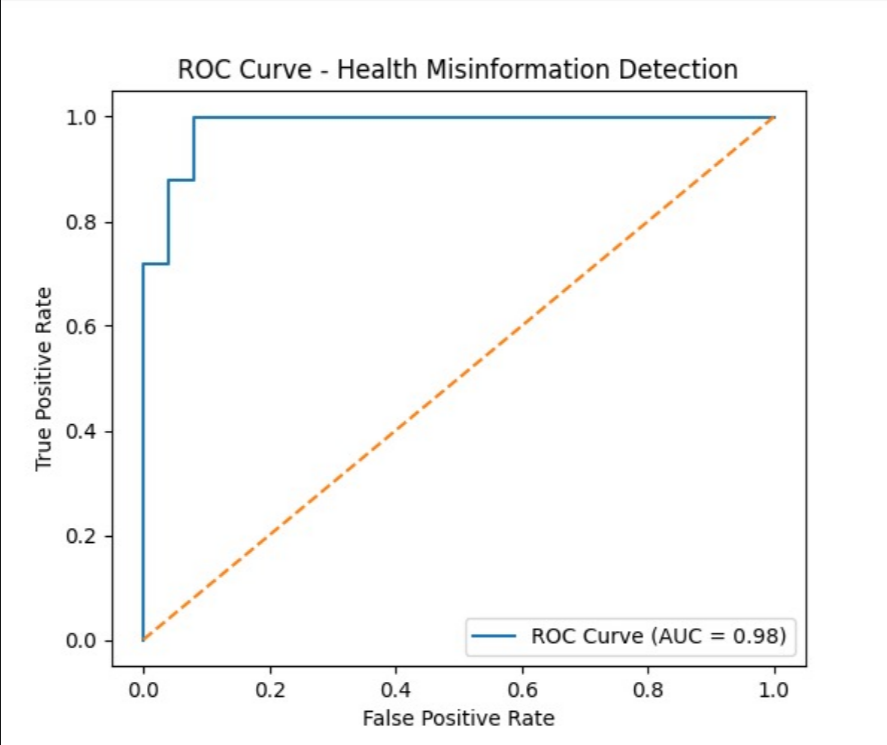 ROC Curve - Health Misinformation Detection
1.0
0.8
0.6
0.4
0.2
0.0
True Positive Rate
ROC Curve (AUC = 0.98)
0.0 0.2 0.4 0.6 0.8 1.0
False Positive Rate